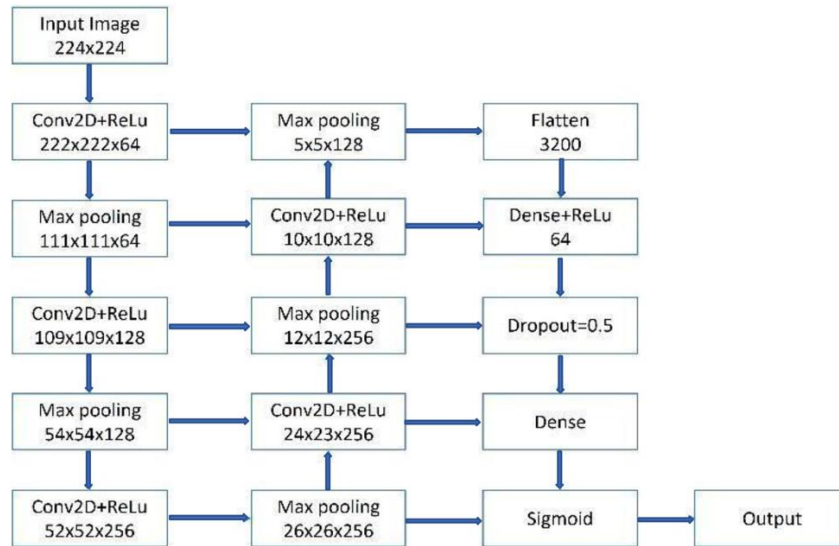 Input Image
224x224
Conv2D+ReLu
222x222x64
Max pooling
5x5x128
Flatten
3200
Max pooling
111x111x64
Conv2D+ReLu
10x10x128
Dense+ReLu
64
Conv2D+ReLu
109x109x128
Max pooling
12x12x256
Dropout=0.5
Max pooling
54x54x128
Conv2D+ReLu
24x23x256
Dense
Conv2D+ReLu
52x52x256
Max pooling
26x26x256
Sigmoid
Output